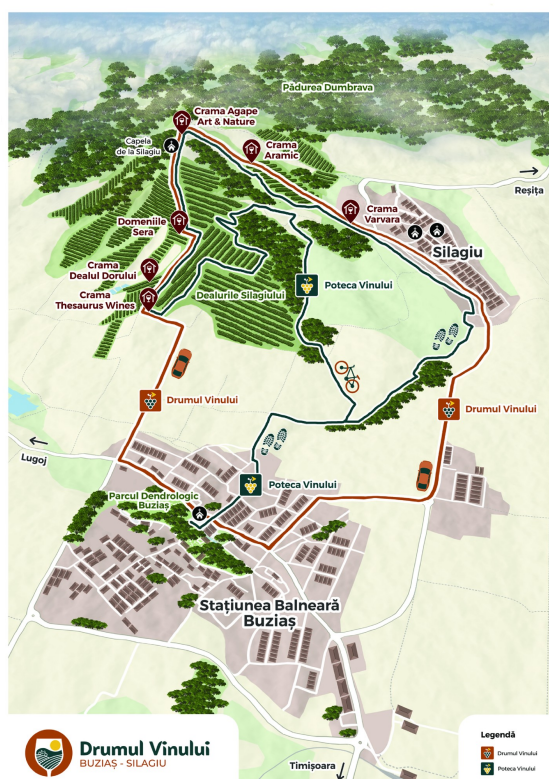 Pădurea Dumbrava
Crama Agape
Art & Nature
Capela
de la Silagiu
Crama
Aramic
Reșița
Crama
Varvara
Silagiu
Domeniile
Sera
Crama
Dealul Dorului
Crama
Thesaurus Wines
Dealurile Silagiului
Poteca Vinului
Drumul Vinului
Drumul Vinului
Lugoj
Poteca Vinului
Parcul Dendrologic
Buziaș
Stațiunea Balneară
Buziaș
Drumul Vinului
BUZIAȘ - SILAGIU
Timișoara
Legendă
Drumul Vinului
Poteca Vinului